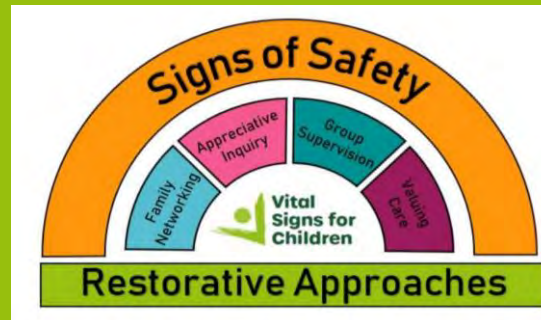 Signs of Safety
Family
Networking
Appreciative
Inquiry
Group
Supervision
Valuing
Care
Vital
Signs for
Children
Restorative Approaches